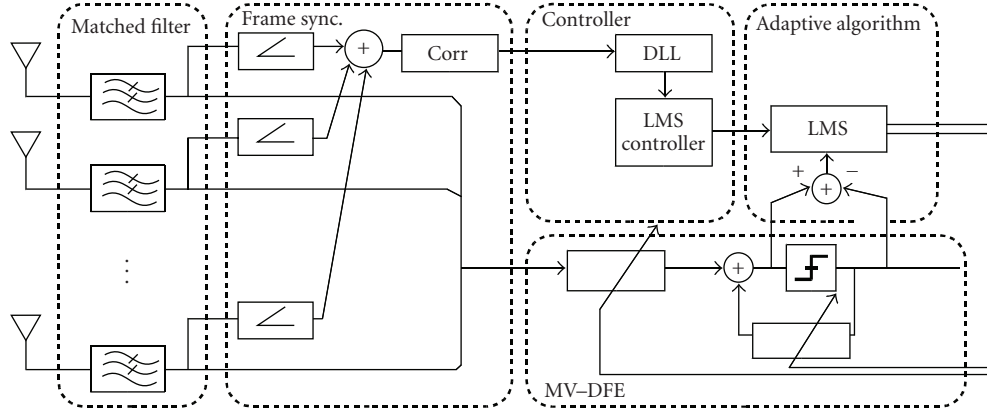 Matched filter
Frame sync.
Controller
Adaptive algorithm
+
Corr
DLL
LMS
controller
LMS
+
−
+
+
MV–DFE